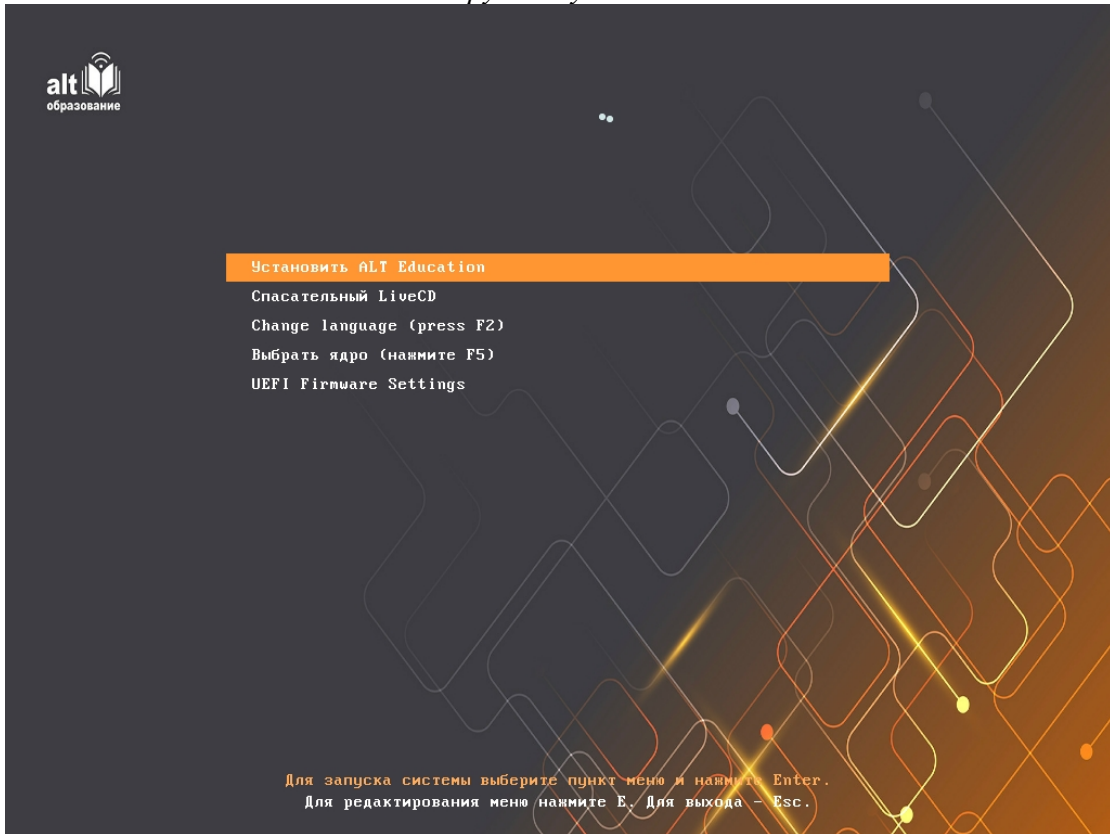 alt
образование
Установить ALT Education
Спасательный LiveCD
Change language (press F2)
Выбрать ядро (нажмите F5)
UEFI Firmware Settings
Для запуска системы выберите пункт меню и нажмите Enter.
Для редактирования меню нажмите E. Для выхода - Esc.